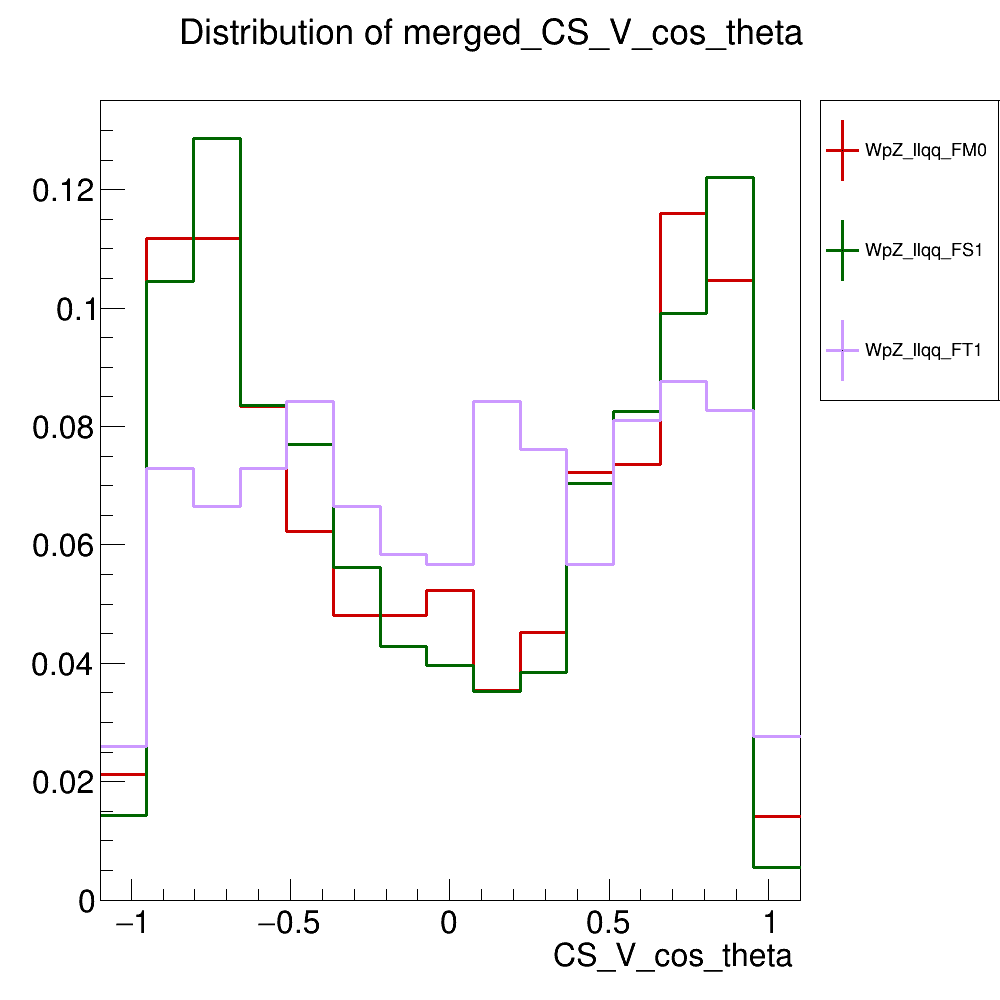 Distribution of merged_CS_V_cos_theta
WpZ_llqq_FM0
WpZ_llqq_FS1
WpZ_llqq_FT1
0.12
0.1
0.08
0.06
0.04
0.02
0
−1
−0.5
0
0.5
1
CS_V_cos_theta